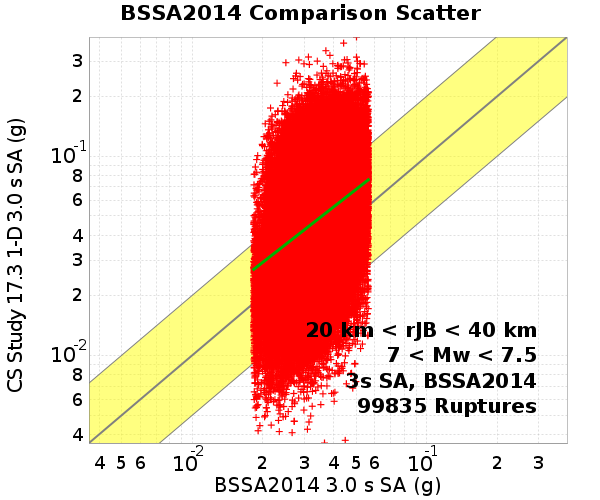 BSSA2014 Comparison Scatter
CS Study 17.3 1-D 3.0 s SA (g)
3
2
10-1
8
6
4
3
2
10-2
8
6
4
20 km < rJB < 40 km
7 < Mw < 7.5
3s SA, BSSA2014
99835 Ruptures
4 5 6 10-2 2 3 4 5 6 10-1 2 3
BSSA2014 3.0 s SA (g)